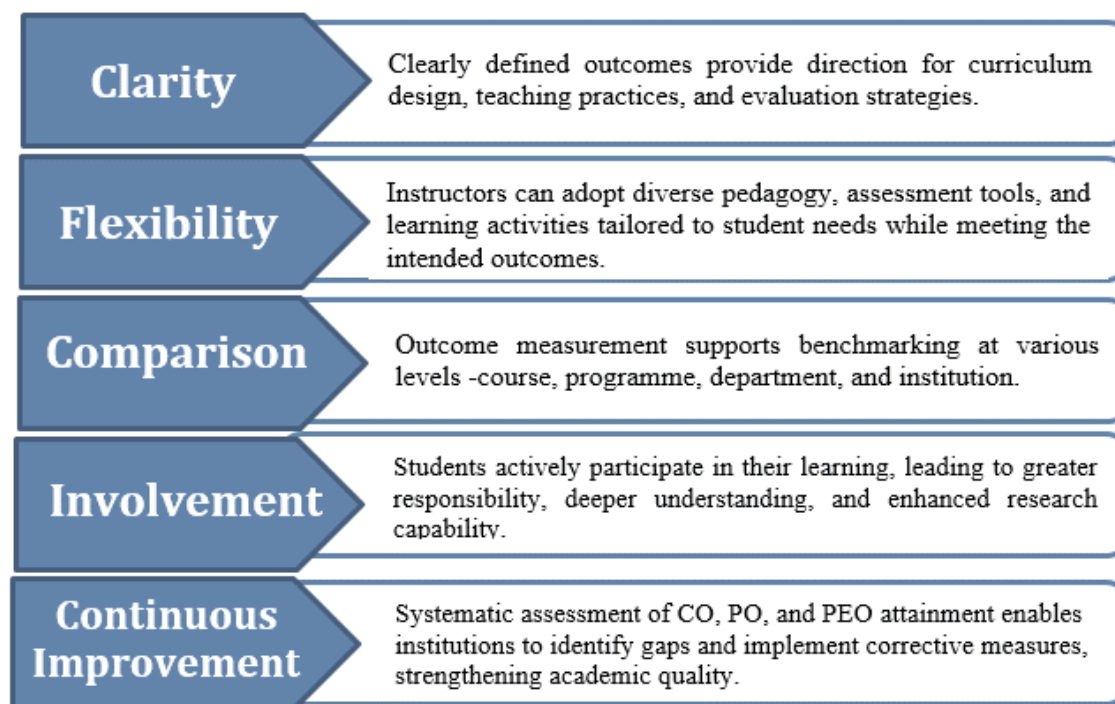 Clarity
Clearly defined outcomes provide direction for curriculum
design, teaching practices, and evaluation strategies.
Flexibility
Instructors can adopt diverse pedagogy, assessment tools, and
learning activities tailored to student needs while meeting the
intended outcomes.
Comparison
Outcome measurement supports benchmarking at various
levels -course, programme, department, and institution.
Involvement
Students actively participate in their learning, leading to greater
responsibility, deeper understanding, and enhanced research
capability.
Continuous
Improvement
Systematic assessment of CO, PO, and PEO attainment enables
institutions to identify gaps and implement corrective measures,
strengthening academic quality.